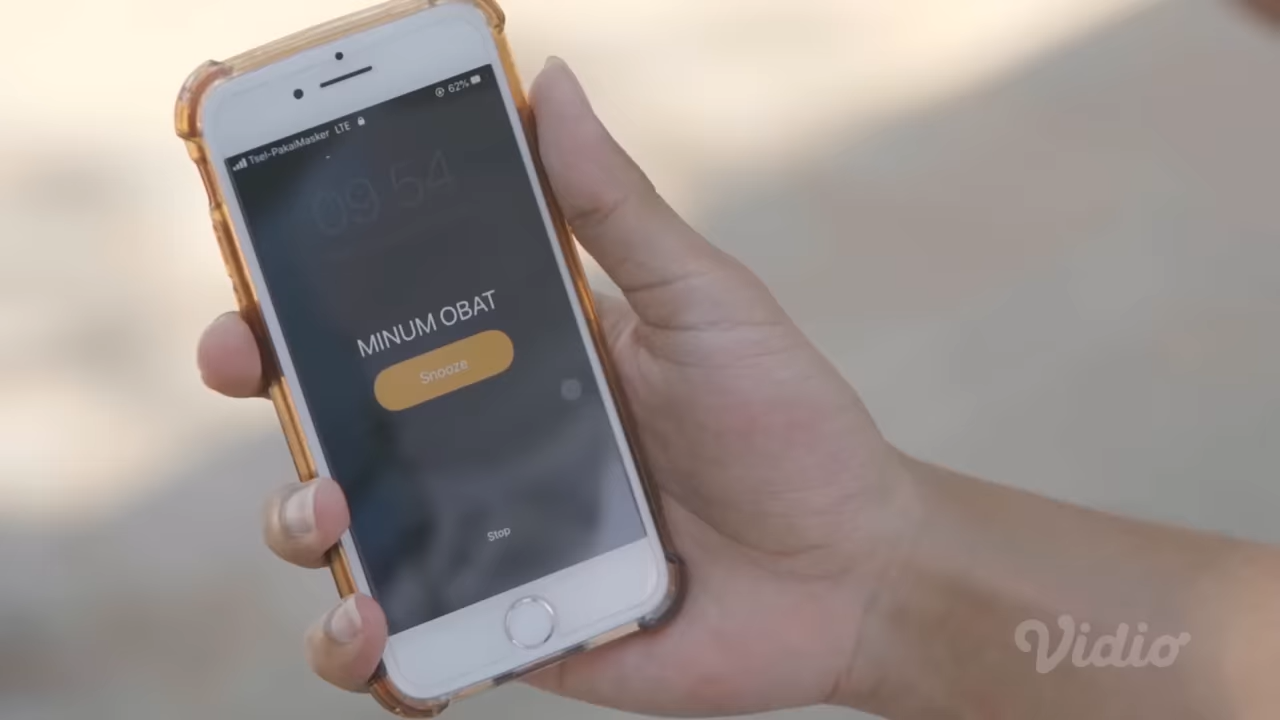 Tsel-PakaiMasker LTE 62%
09 54
MINUM OBAT
Snooze
Stop
Vidio